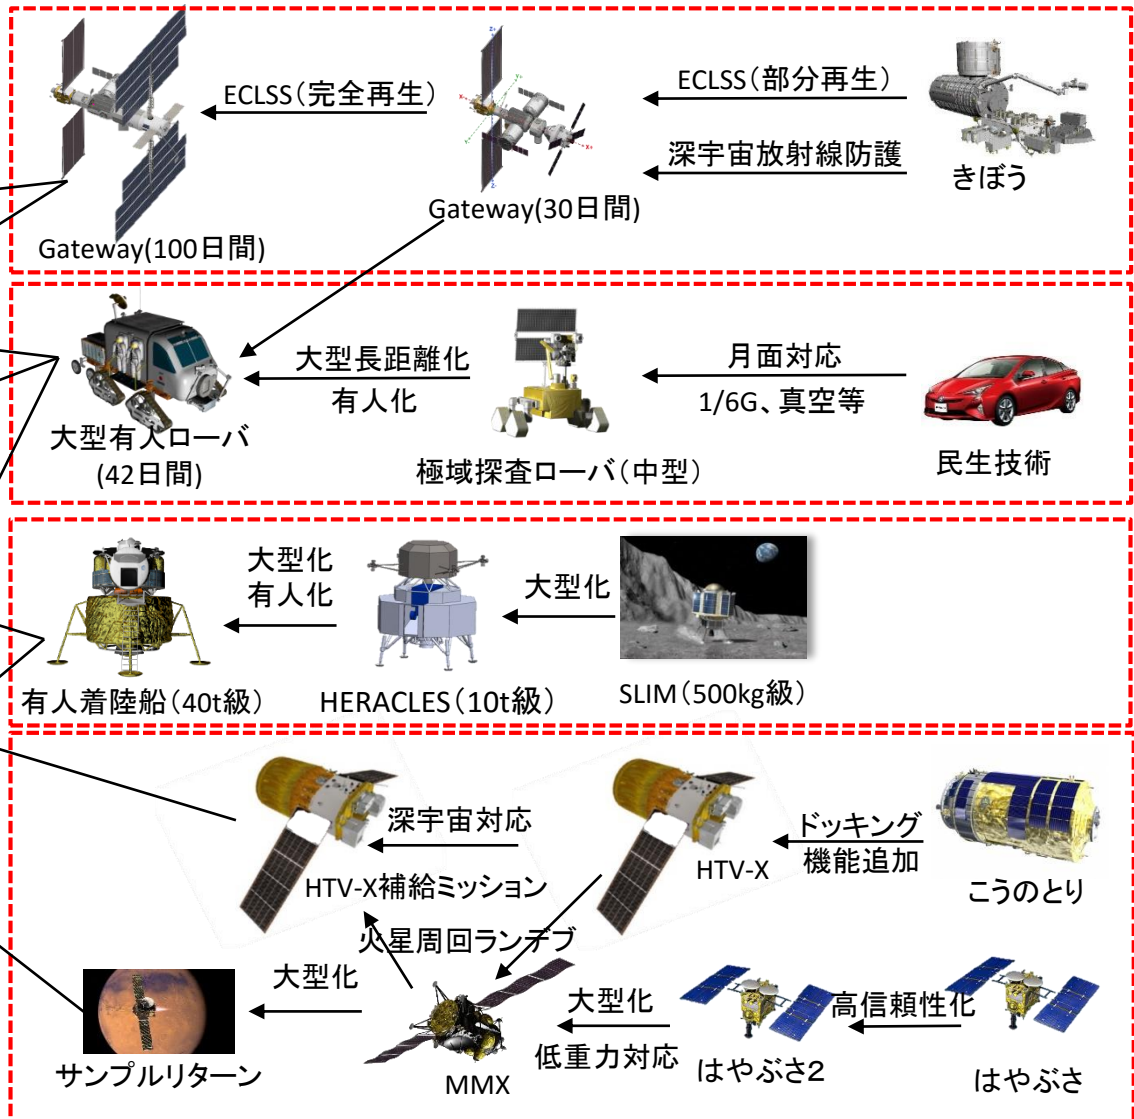 ECLSS（完全再生）
ECLSS（部分再生）
深宇宙放射線防護
きぼう
Gateway(30日間)
Gateway(100日間)
大型長距離化
有人化
月面対応
1/6G、真空等
大型有人ローバ
(42日間)
極域探査ローバ（中型）
民生技術
大型化
有人化
大型化
有人着陸船（40t級）
HERACLES（10t級）
SLIM（500kg級）
深宇宙対応
ドッキング
機能追加
HTV-X
HTV-X補給ミッション
こうのとり
火星周回ランデブ
大型化
大型化
低重力対応
高信頼性化
サンプルリターン
MMX
はやぶさ2
はやぶさ